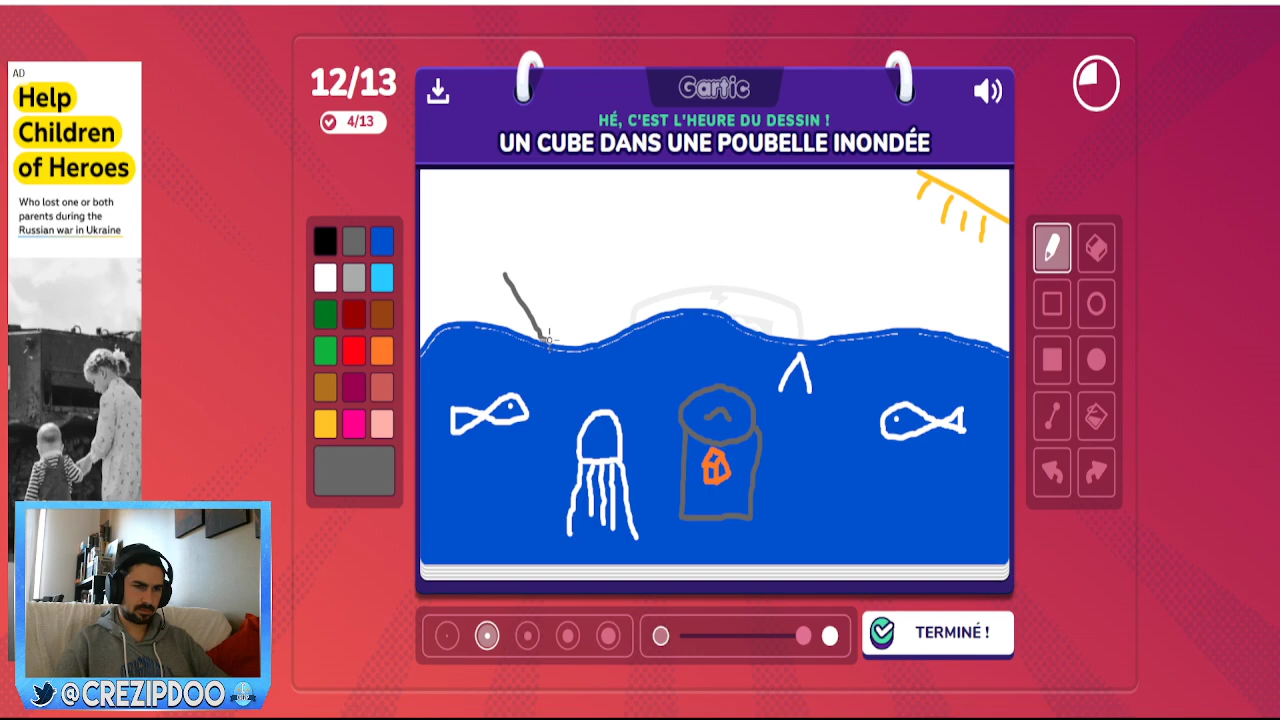 AD
Help
Children
of Heroes
Who lost one or both
parents during the
Russian war in Ukraine
12/13
4/13
Gartic
HÉ, C'EST L'HEURE DU DESSIN !
UN CUBE DANS UNE POUBELLE INONDÉE
TERMINÉ !
@CREZIPDOO